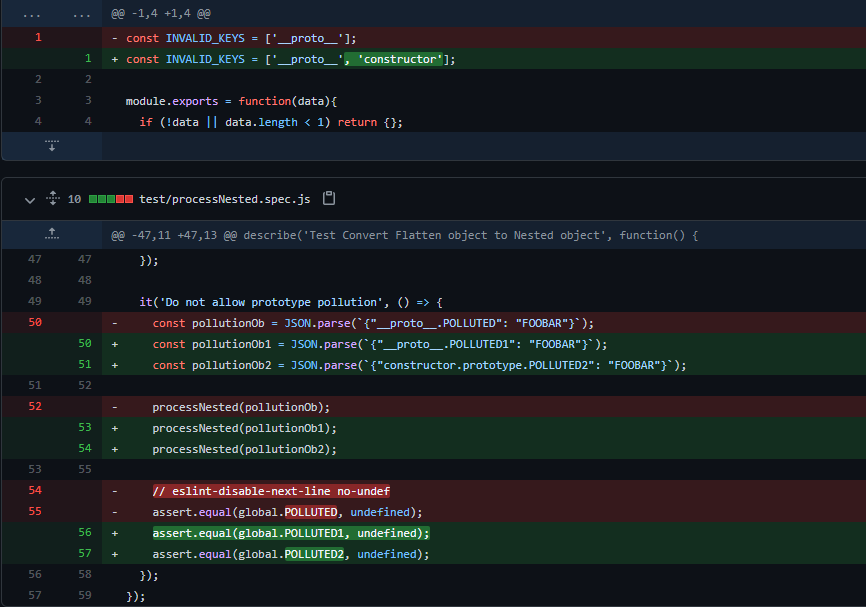 ... ... @@ -1,4 +1,4 @@
1 - const INVALID_KEYS = ['__proto__'];
1 + const INVALID_KEYS = ['__proto__', 'constructor'];
2 2
3 3 module.exports = function(data){
4 4 if (!data || data.length < 1) return {};
10 test/processNested.spec.js
@@ -47,11 +47,13 @@ describe('Test Convert Flatten object to Nested object', function() {
47 47 });
48 48
49 49 it('Do not allow prototype pollution', () => {
50 - const pollutionOb = JSON.parse(`{"__proto__.POLLUTED": "FOOBAR"}`);
50 + const pollutionOb1 = JSON.parse(`{"__proto__.POLLUTED1": "FOOBAR"}`);
51 + const pollutionOb2 = JSON.parse(`{"constructor.prototype.POLLUTED2": "FOOBAR"}`);
51 52
52 - processNested(pollutionOb);
53 + processNested(pollutionOb1);
54 + processNested(pollutionOb2);
53 55
54 - // eslint-disable-next-line no-undef
55 - assert.equal(global.POLLUTED, undefined);
56 + assert.equal(global.POLLUTED1, undefined);
57 + assert.equal(global.POLLUTED2, undefined);
56 58 });
57 59 });